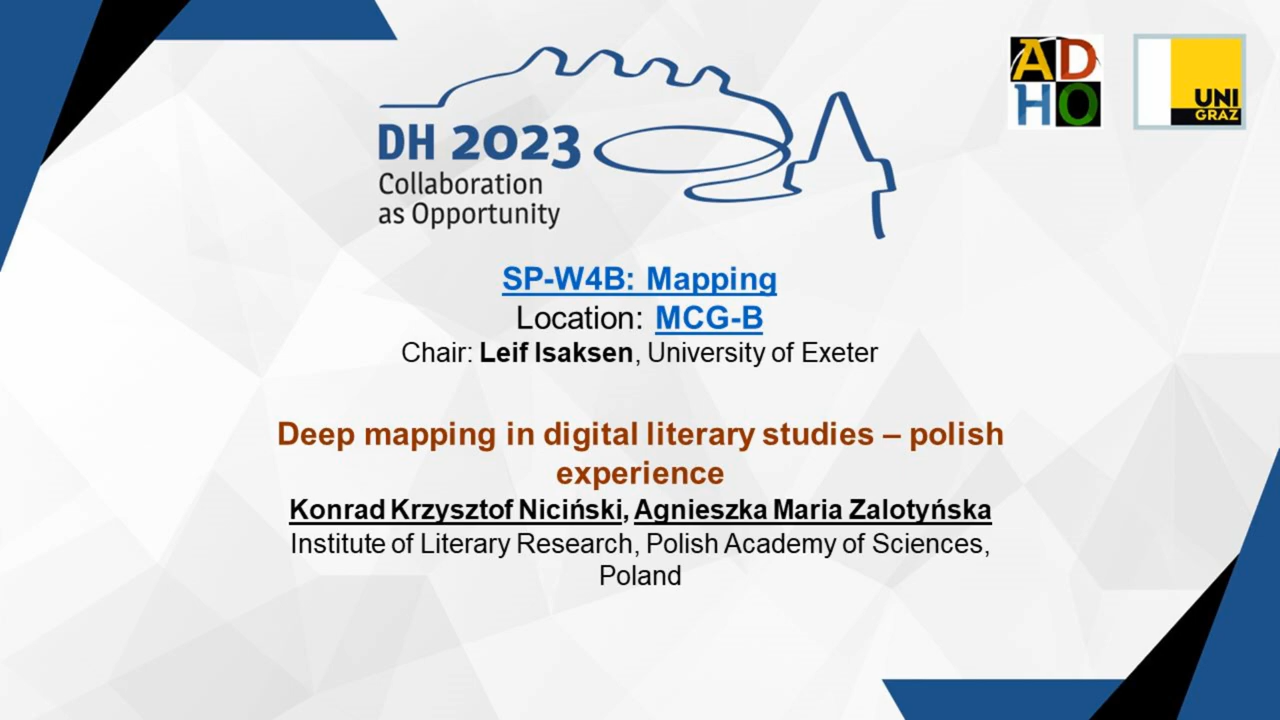 DH 2023
Collaboration
as Opportunity
AD
HO
UNI
GRAZ
SP-W4B: Mapping
Location: MCG-B
Chair: Leif Isaksen, University of Exeter
Deep mapping in digital literary studies – polish
experience
Konrad Krzysztof Niciński, Agnieszka Maria Zalotyńska
Institute of Literary Research, Polish Academy of Sciences,
Poland